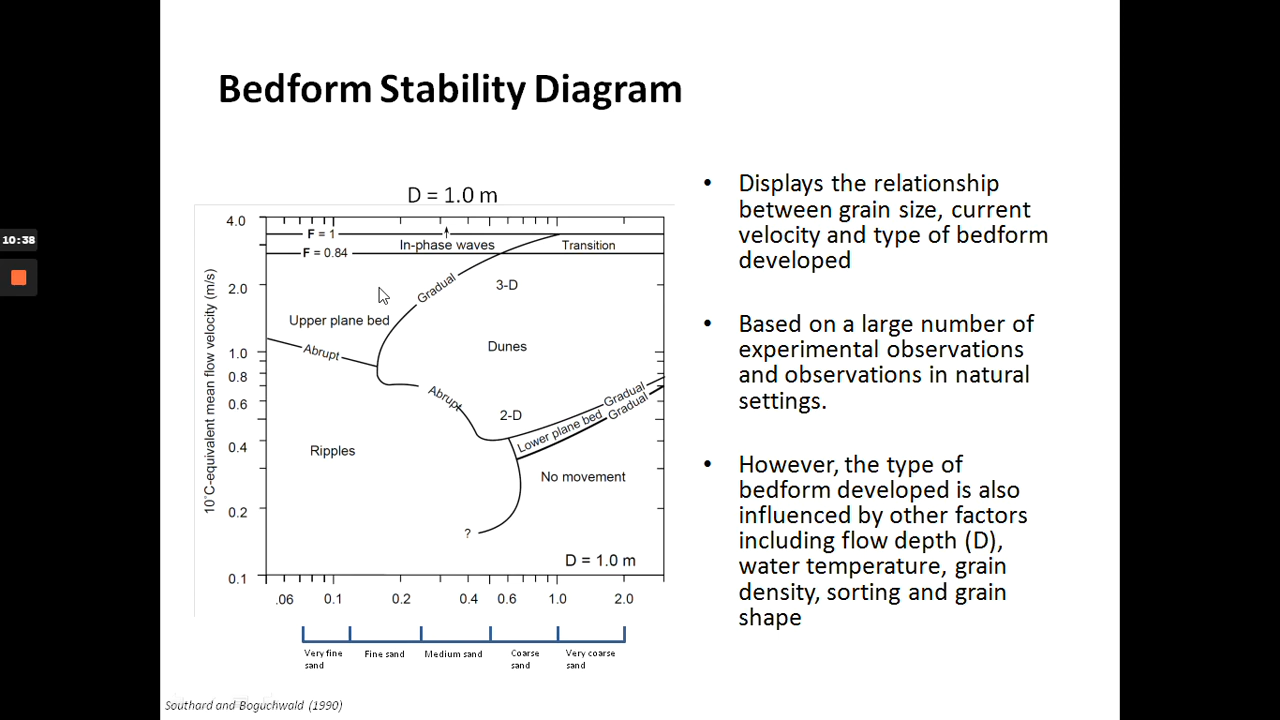 Bedform Stability Diagram
10:38
D = 1.0 m
4.0
2.0
1.0
0.8
0.6
0.4
0.2
0.1
10°C-equivalent mean flow velocity (m/s)
F = 1
In-phase waves
Transition
F = 0.84
Gradual
3-D
Upper plane bed
Abrupt
Dunes
Abrupt
2-D
Gradual
Lower plane bed
Gradual
Ripples
No movement
?
D = 1.0 m
.06 0.1 0.2 0.4 0.6 1.0 2.0
Very fine
sand
Fine sand
Medium sand
Coarse
sand
Very coarse
sand
• Displays the relationship
between grain size, current
velocity and type of bedform
developed
• Based on a large number of
experimental observations
and observations in natural
settings.
• However, the type of
bedform developed is also
influenced by other factors
including flow depth (D),
water temperature, grain
density, sorting and grain
shape
Southard and Boguchwald (1990)